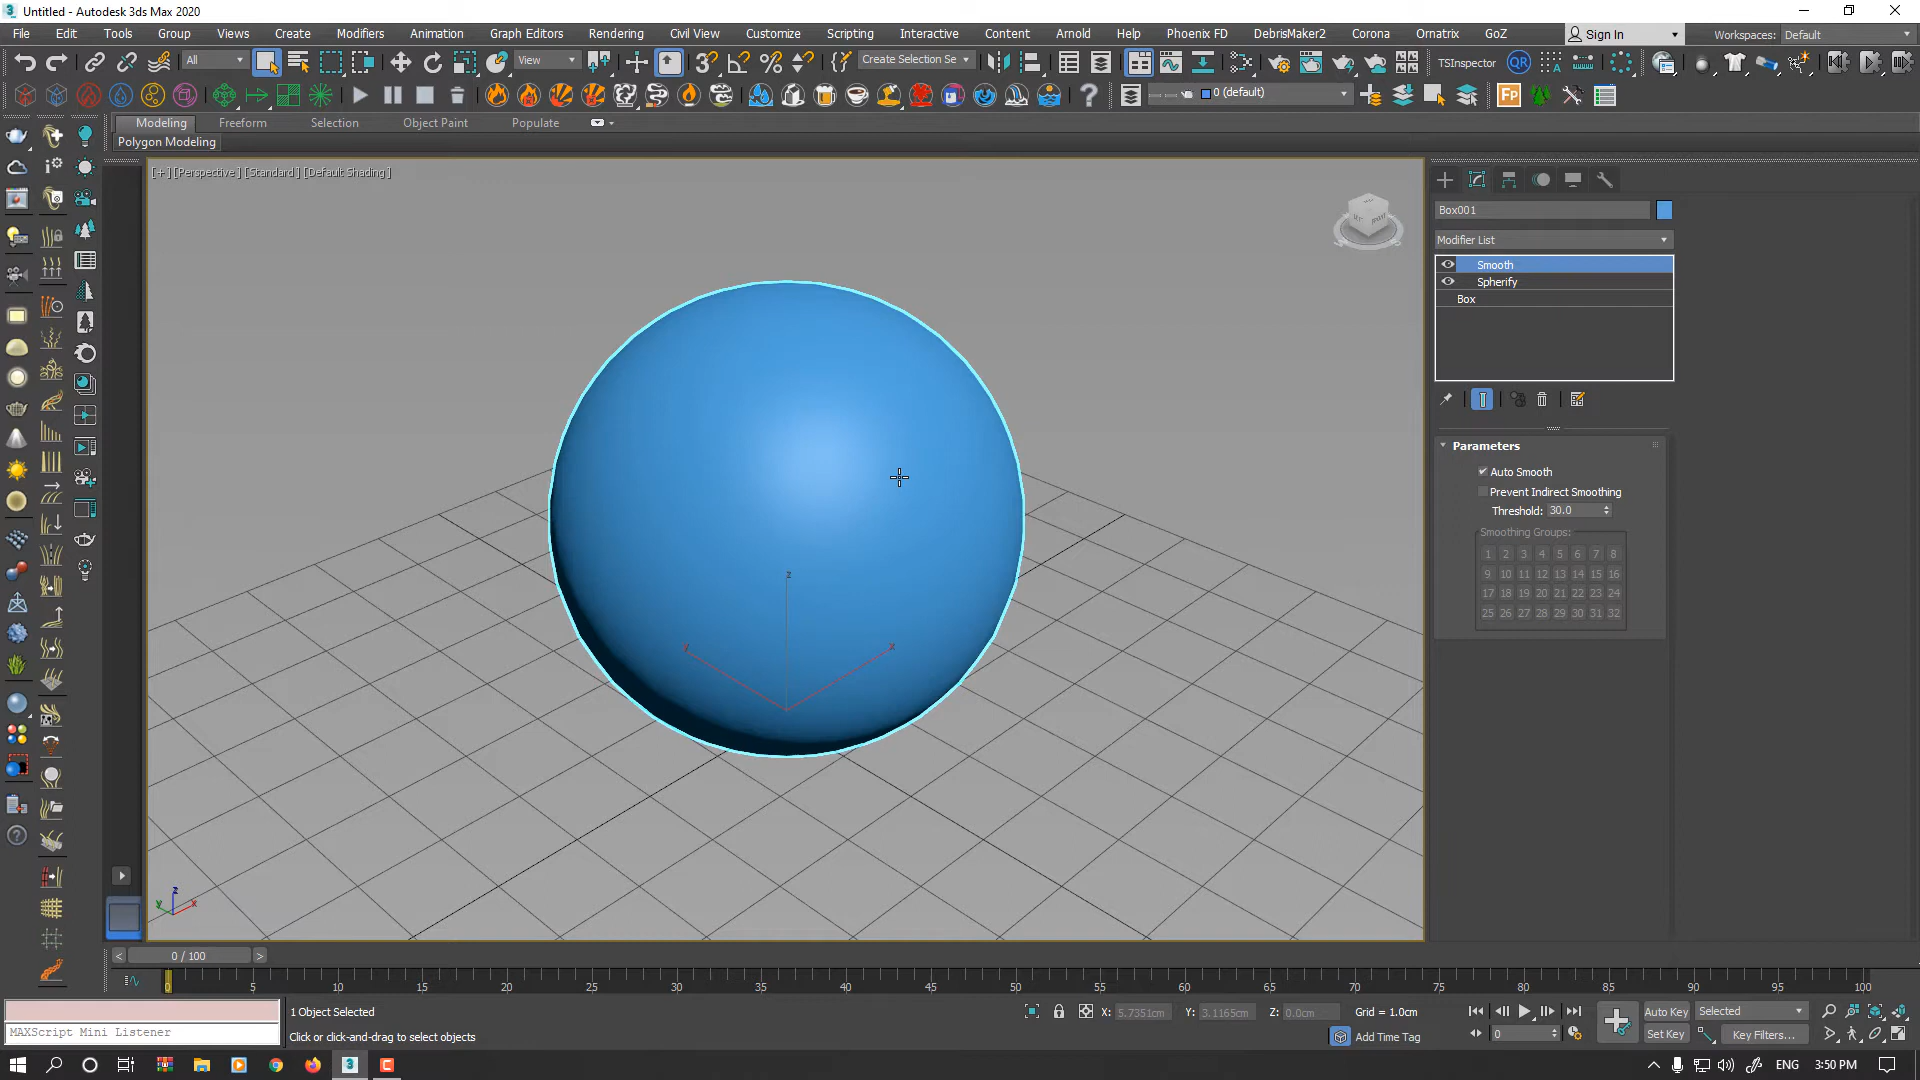 Untitled - Autodesk 3ds Max 2020
File Edit Tools Group Views Create Modifiers Animation Graph Editors Rendering Civil View Customize Scripting Interactive Content Arnold Help Phoenix FD DebrisMaker2 Corona Ornatrix GoZ Sign In Workspaces: Default
All View Create Selection Se TSInspector QR
0 (default) Fp
Modeling Freeform Selection Object Paint Populate
Polygon Modeling
[+] [Perspective] [Standard] [Default Shading]
Box001
Modifier List
Smooth
Spherify
Box
Parameters
Auto Smooth
Prevent Indirect Smoothing
Threshold: 30.0
Smoothing Groups:
1 2 3 4 5 6 7 8
9 10 11 12 13 14 15 16
17 18 19 20 21 22 23 24
25 26 27 28 29 30 31 32
z
y x
z
y x
< 0 / 100 >
0 5 10 15 20 25 30 35 40 45 50 55 60 65 70 75 80 85 90 95 100
1 Object Selected X: 5.7351cm Y: 3.1165cm Z: 0.0cm Grid = 1.0cm Auto Key Selected
MAXScript Mini Listener Click or click-and-drag to select objects Add Time Tag 0 Set Key Key Filters...
ENG 3:50 PM